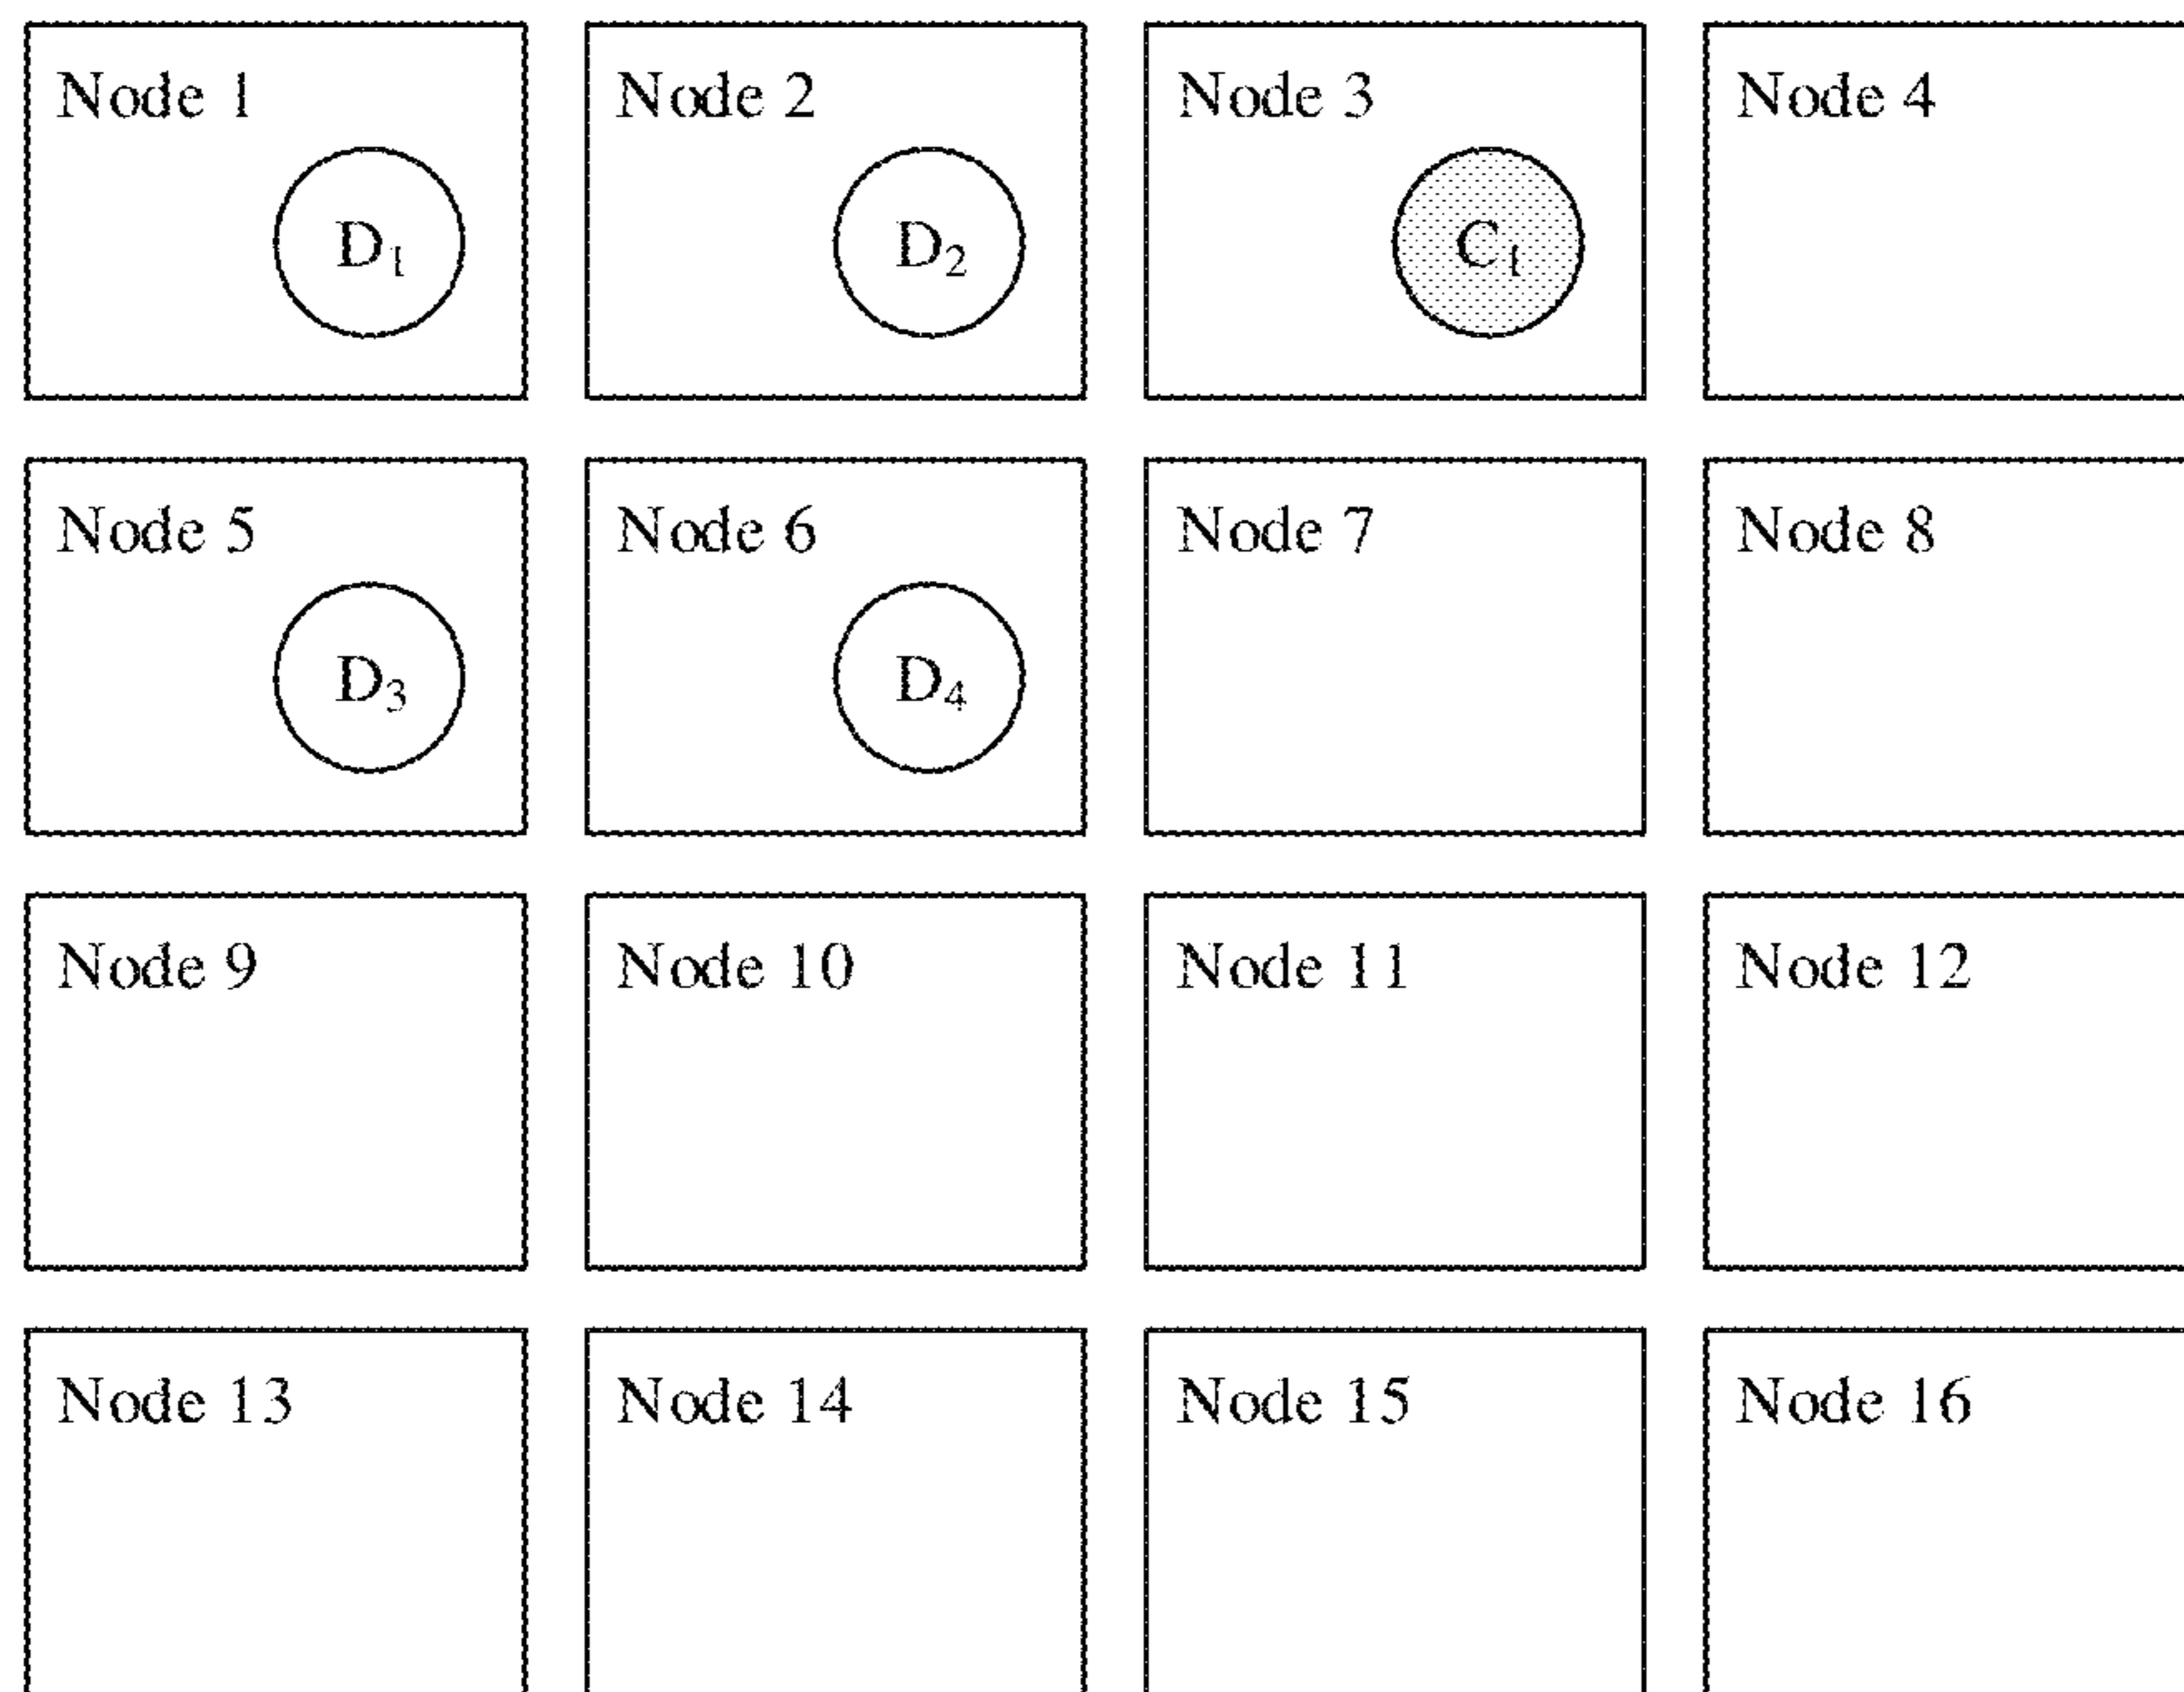 Node 1 Node 2 Node 3 Node 4
D₁ D₂ C₁
Node 5 Node 6 Node 7 Node 8
D₃ D₄
Node 9 Node 10 Node 11 Node 12
Node 13 Node 14 Node 15 Node 16